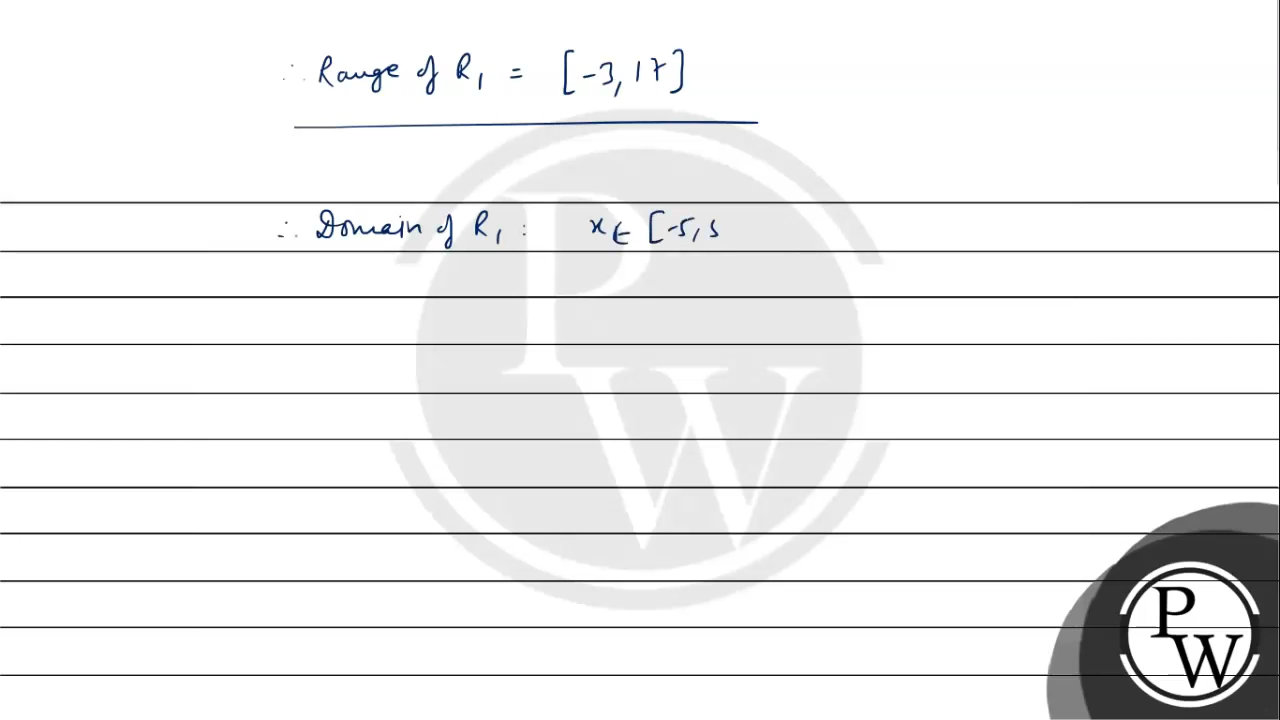 ∴ Range of R₁ = [-3, 17]
∴ Domain of R₁ : x ∈ [-5, 5
P
W
P
W